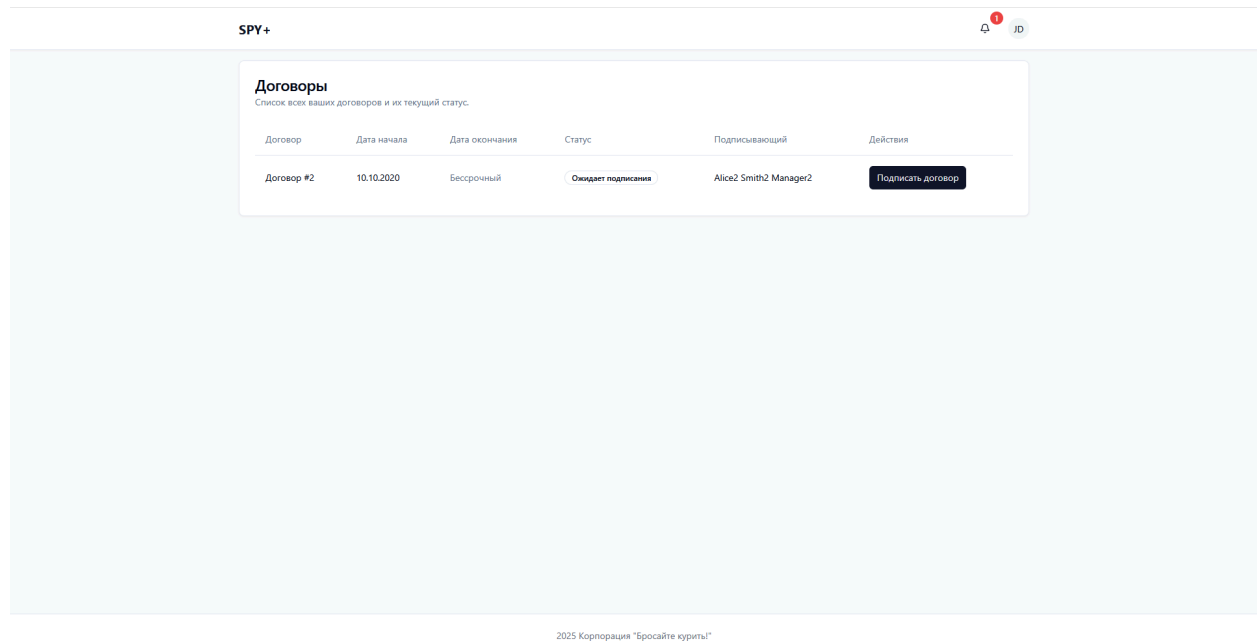 SPY+
1
JD
Договоры
Список всех ваших договоров и их текущий статус.
Договор Дата начала Дата окончания Статус Подписывающий Действия
Договор #2 10.10.2020 Бессрочный Ожидает подписания Alice2 Smith2 Manager2 Подписать договор
2025 Корпорация "Бросайте курить!"